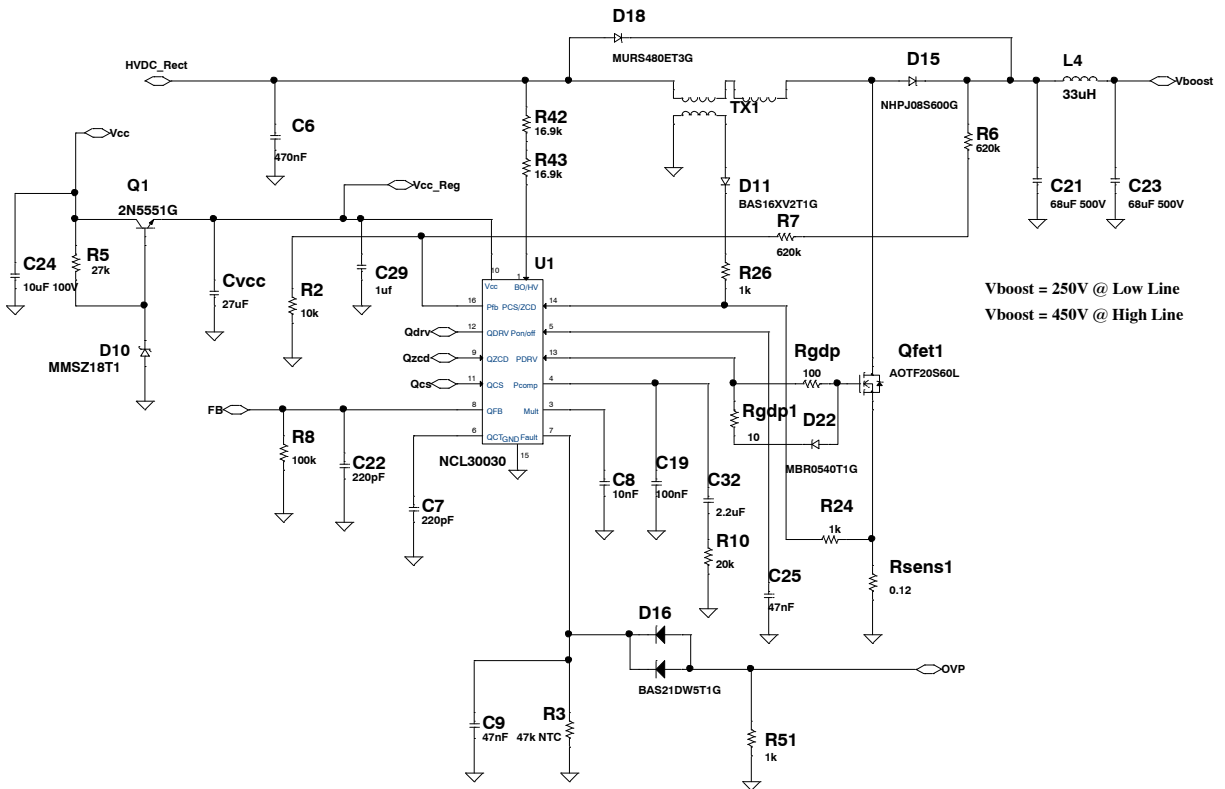 D18
MURS480ET3G
HVDC_Rect
D15
NHPJ08S600G
L4
33uH
Vboost
TX1
R42
16.9k
R43
16.9k
C6
470nF
R6
620k
Vcc
Q1
2N5551G
Vcc_Reg
D11
BAS16XV2T1G
C21
68uF 500V
C23
68uF 500V
R7
620k
C24
10uF 100V
R5
27k
Cvcc
27uF
R2
10k
C29
1uf
U1
R26
1k
Vboost = 250V @ Low Line
Vboost = 450V @ High Line
10
Vcc
1
BO/HV
16
Pfb
PCS/ZCD
14
Qdrv
12
QDRV
Pon/off
5
Qzcd
9
QZCD
PDRV
13
Qcs
11
QCS
Pcomp
4
FB
8
QFB
Mult
3
6
QCT
GND
Fault
7
15
NCL30030
D10
MMSZ18T1
Rgdp
100
Qfet1
AOTF20S60L
Rgdp1
10
D22
MBR0540T1G
R8
100k
C22
220pF
C7
220pF
C8
10nF
C19
100nF
C32
2.2uF
R10
20k
R24
1k
C25
47nF
Rsens1
0.12
D16
BAS21DW5T1G
OVP
C9
47nF
R3
47k NTC
R51
1k